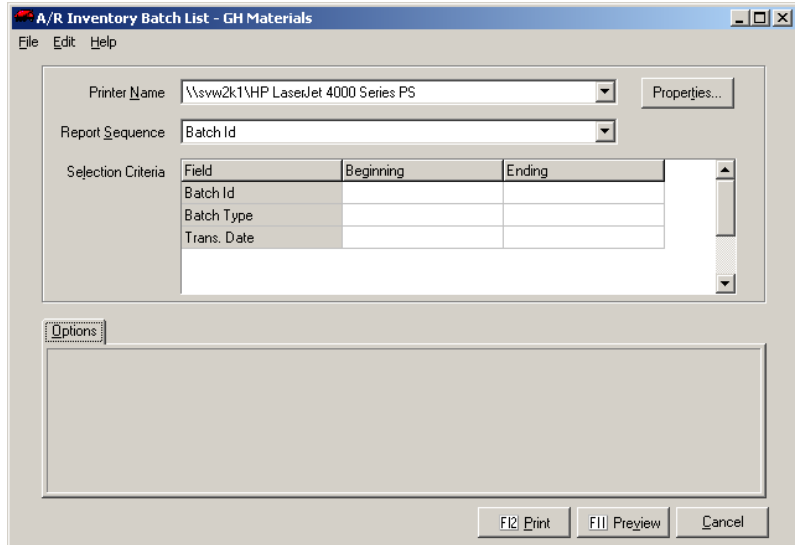 A/R Inventory Batch List - GH Materials
File Edit Help
Printer Name \\svw2k1\HP LaserJet 4000 Series PS Properties...
Report Sequence Batch Id
Selection Criteria Field Beginning Ending
Batch Id
Batch Type
Trans. Date
Options
F12 Print F11 Preview Cancel